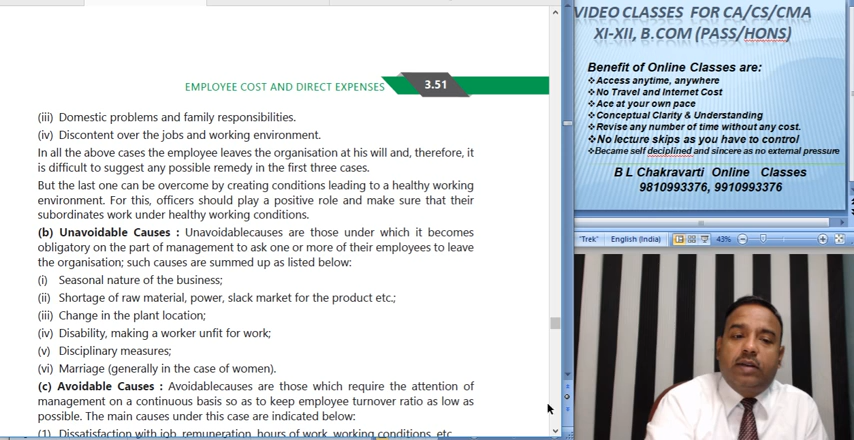 EMPLOYEE COST AND DIRECT EXPENSES
3.51
(iii) Domestic problems and family responsibilities.
(iv) Discontent over the jobs and working environment.
In all the above cases the employee leaves the organisation at his will and, therefore, it
is difficult to suggest any possible remedy in the first three cases.
But the last one can be overcome by creating conditions leading to a healthy working
environment. For this, officers should play a positive role and make sure that their
subordinates work under healthy working conditions.
(b) Unavoidable Causes : Unavoidablecauses are those under which it becomes
obligatory on the part of management to ask one or more of their employees to leave
the organisation; such causes are summed up as listed below:
(i) Seasonal nature of the business;
(ii) Shortage of raw material, power, slack market for the product etc.;
(iii) Change in the plant location;
(iv) Disability, making a worker unfit for work;
(v) Disciplinary measures;
(vi) Marriage (generally in the case of women).
(c) Avoidable Causes : Avoidablecauses are those which require the attention of
management on a continuous basis so as to keep employee turnover ratio as low as
possible. The main causes under this case are indicated below:
(1) Dissatisfaction with job, remuneration, hours of work, working conditions, etc
VIDEO CLASSES FOR CA/CS/CMA
XI-XII, B.COM (PASS/HONS)
Benefit of Online Classes are:
❖Access anytime, anywhere
❖No Travel and Internet Cost
❖Ace at your own pace
❖Conceptual Clarity & Understanding
❖Revise any number of time without any cost.
❖No lecture skips as you have to control
❖Became self deciplined and sincere as no external pressure
B L Chakravarti Online Classes
9810993376, 9910993376
"Trek" English (India) 43%